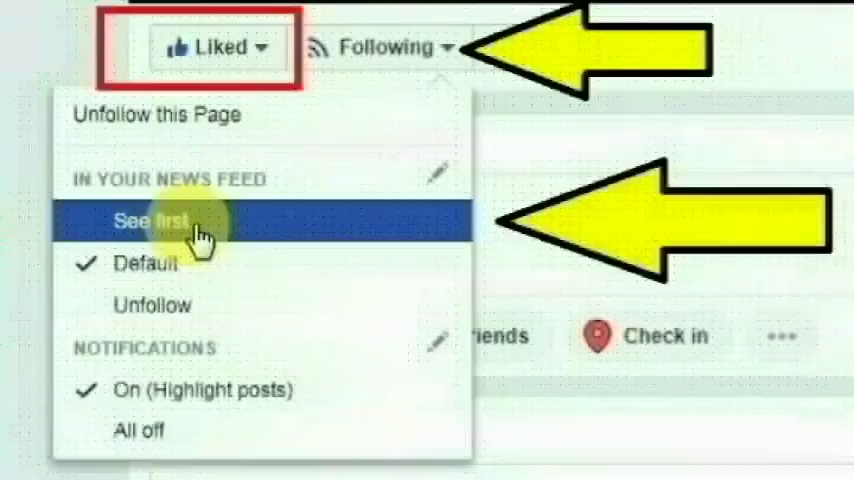 Liked Following
Unfollow this Page
IN YOUR NEWS FEED
See first
Default
Unfollow
NOTIFICATIONS
riends Check in
On (Highlight posts)
All off